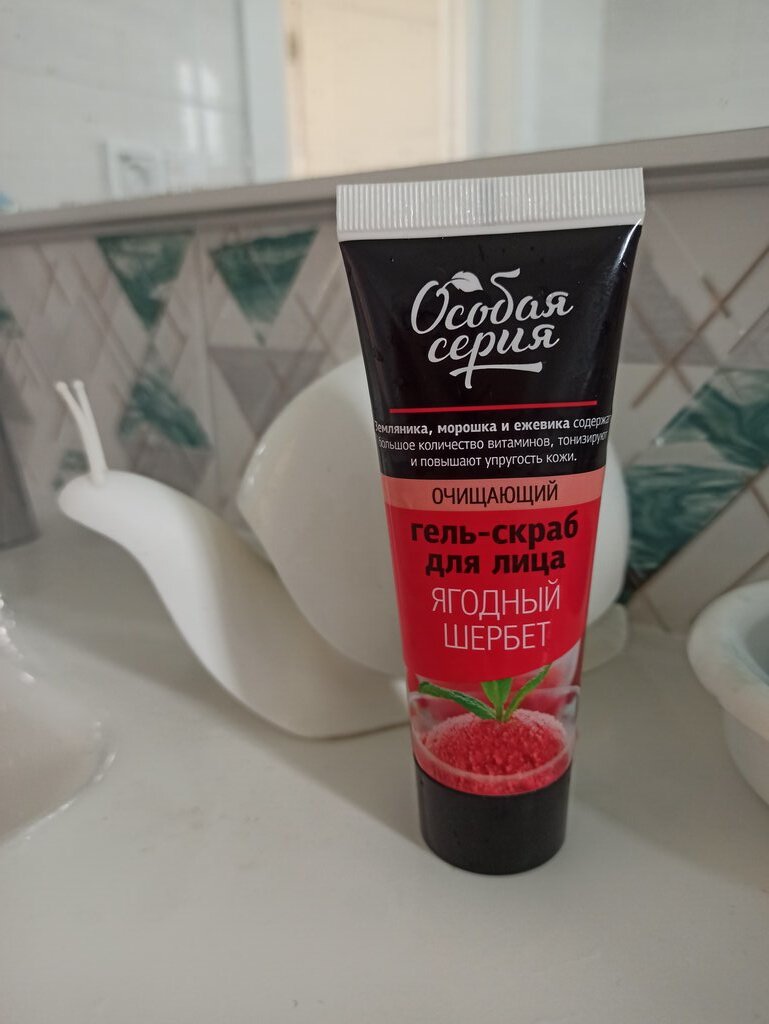 Особая
серия
Земляника, морошка и ежевика содержат
большое количество витаминов, тонизируют
и повышают упругость кожи.
ОЧИЩАЮЩИЙ
гель-скраб
для лица
ЯГОДНЫЙ
ШЕРБЕТ